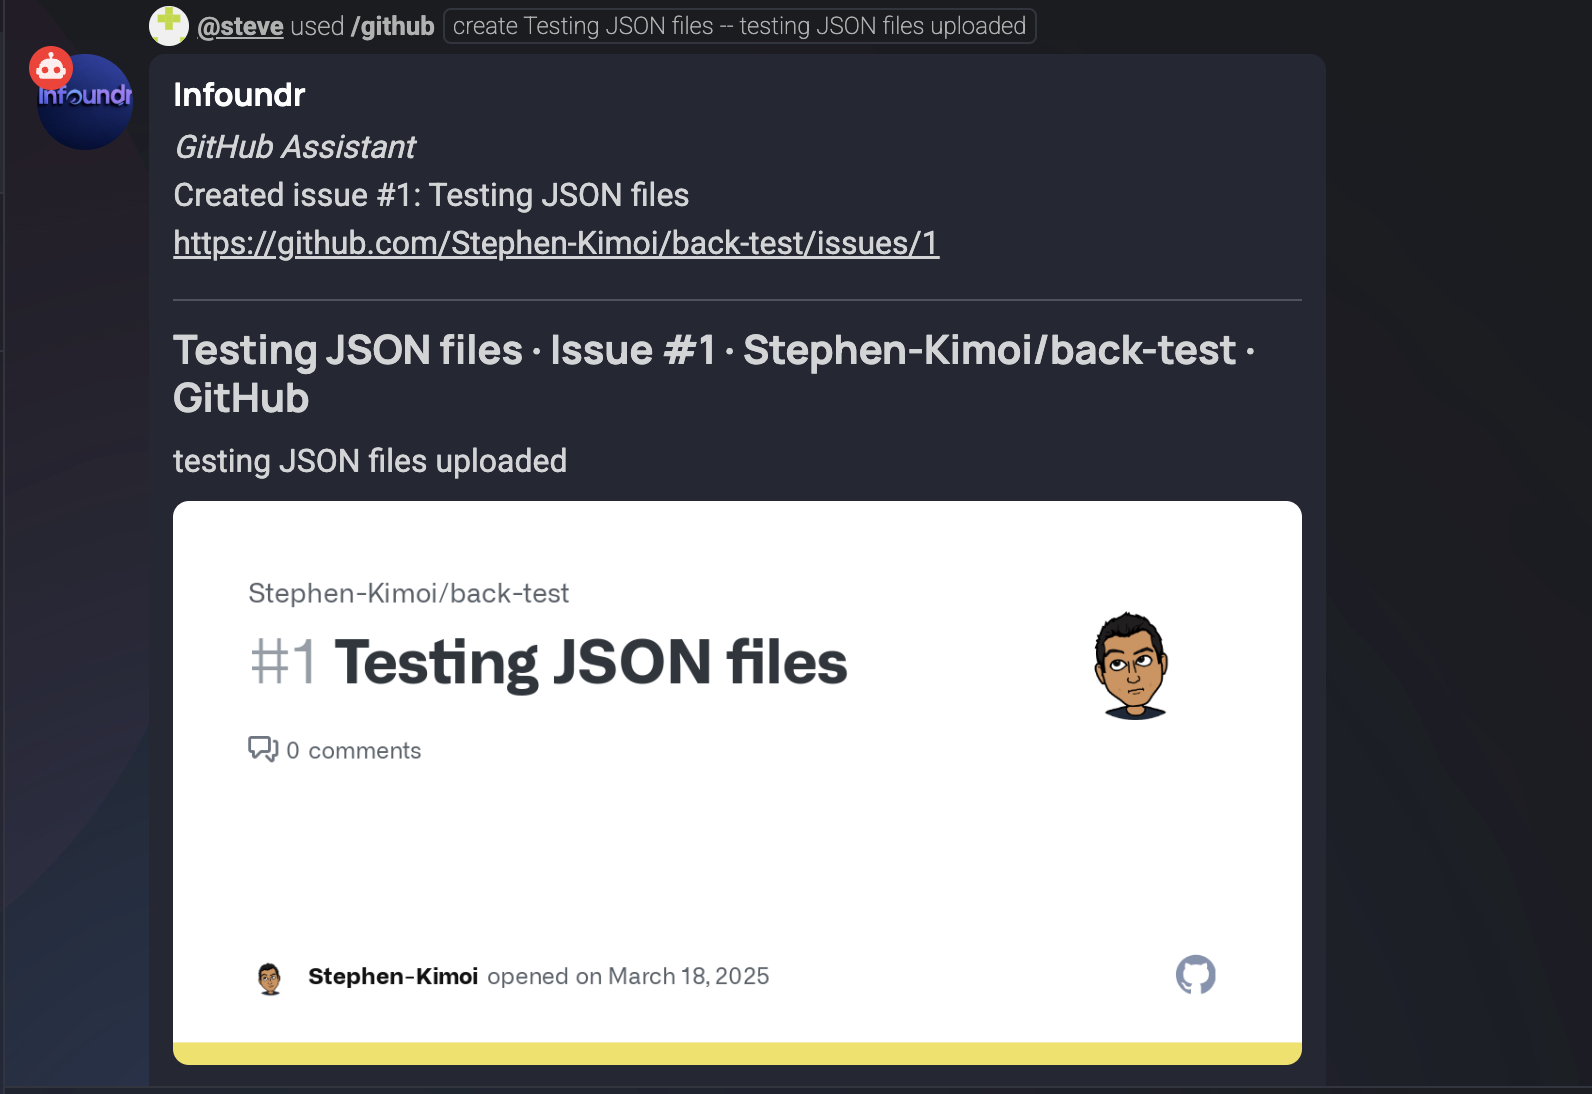 @steve used /github create Testing JSON files -- testing JSON files uploaded
Infoundr
Infoundr
GitHub Assistant
Created issue #1: Testing JSON files
https://github.com/Stephen-Kimoi/back-test/issues/1
Testing JSON files · Issue #1 · Stephen-Kimoi/back-test ·
GitHub
testing JSON files uploaded
Stephen-Kimoi/back-test
#1 Testing JSON files
0 comments
Stephen-Kimoi opened on March 18, 2025